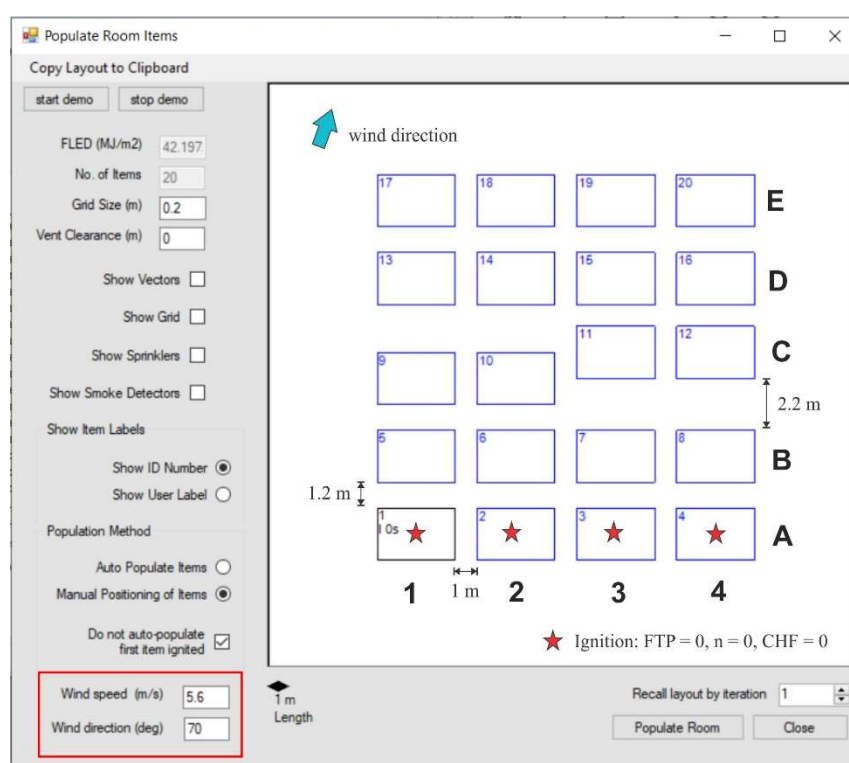 Populate Room Items
Copy Layout to Clipboard
start demo
stop demo
FLED (MJ/m2) 42.197
No. of Items 20
Grid Size (m) 0.2
Vent Clearance (m) 0
Show Vectors
Show Grid
Show Sprinklers
Show Smoke Detectors
Show Item Labels
Show ID Number
Show User Label
Population Method
Auto Populate Items
Manual Positioning of Items
Do not auto-populate
first item ignited
Wind speed (m/s) 5.6
Wind direction (deg) 70
wind direction
17 18 19 20 E
13 14 15 16 D
11 12 C
9 10
2.2 m
5 6 7 8 B
1.2 m
1 2 3 4 A
I 0s
1 1 m 2 3 4
Ignition: FTP = 0, n = 0, CHF = 0
1 m
Length
Recall layout by iteration 1
Populate Room
Close